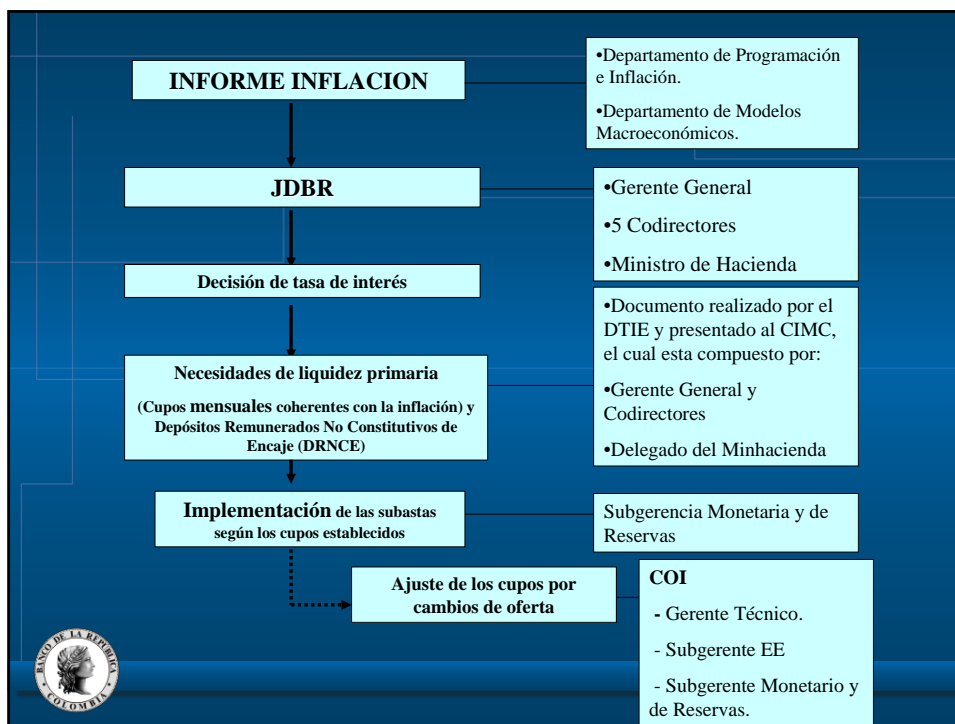 INFORME INFLACION
•Departamento de Programación
e Inflación.
•Departamento de Modelos
Macroeconómicos.
JDBR
•Gerente General
•5 Codirectores
•Ministro de Hacienda
Decisión de tasa de interés
•Documento realizado por el
DTIE y presentado al CIMC,
el cual esta compuesto por:
•Gerente General y
Codirectores
•Delegado del Minhacienda
Necesidades de liquidez primaria
(Cupos mensuales coherentes con la inflación) y
Depósitos Remunerados No Constitutivos de
Encaje (DRNCE)
Implementación de las subastas
según los cupos establecidos
Subgerencia Monetaria y de
Reservas
Ajuste de los cupos por
cambios de oferta
COI
- Gerente Técnico.
- Subgerente EE
- Subgerente Monetario y
de Reservas.
BANCO DE LA REPÚBLICA
COLOMBIA